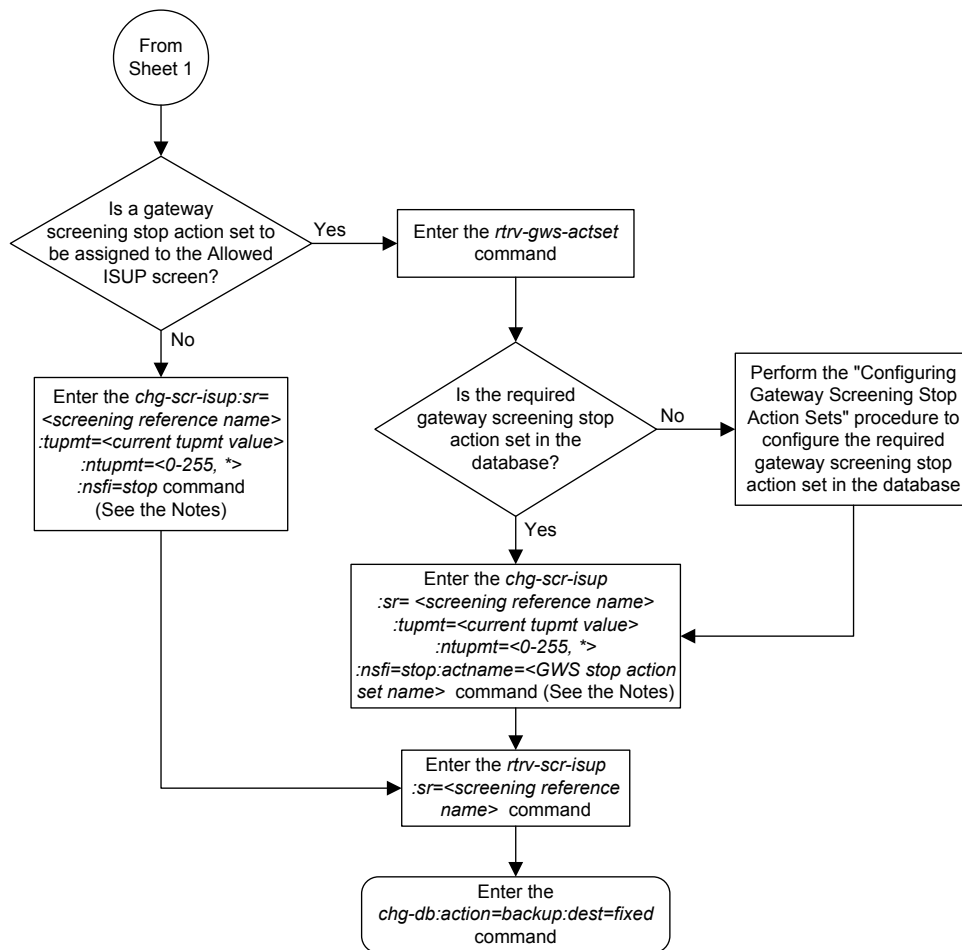 From
Sheet 1
Is a gateway
screening stop action set to
be assigned to the Allowed
ISUP screen?
Yes
Enter the rtrv-gws-actset
command
No
Enter the chg-scr-isup:sr=
<screening reference name>
:tupmt=<current tupmt value>
:ntupmt=<0-255, *>
:nsfi=stop command
(See the Notes)
Is the required
gateway screening stop
action set in the
database?
No
Perform the "Configuring
Gateway Screening Stop
Action Sets" procedure to
configure the required
gateway screening stop
action set in the database
Yes
Enter the chg-scr-isup
:sr= <screening reference name>
:tupmt=<current tupmt value>
:ntupmt=<0-255, *>
:nsfi=stop:actname=<GWS stop action
set name> command (See the Notes)
Enter the rtrv-scr-isup
:sr=<screening reference
name> command
Enter the
chg-db:action=backup:dest=fixed
command